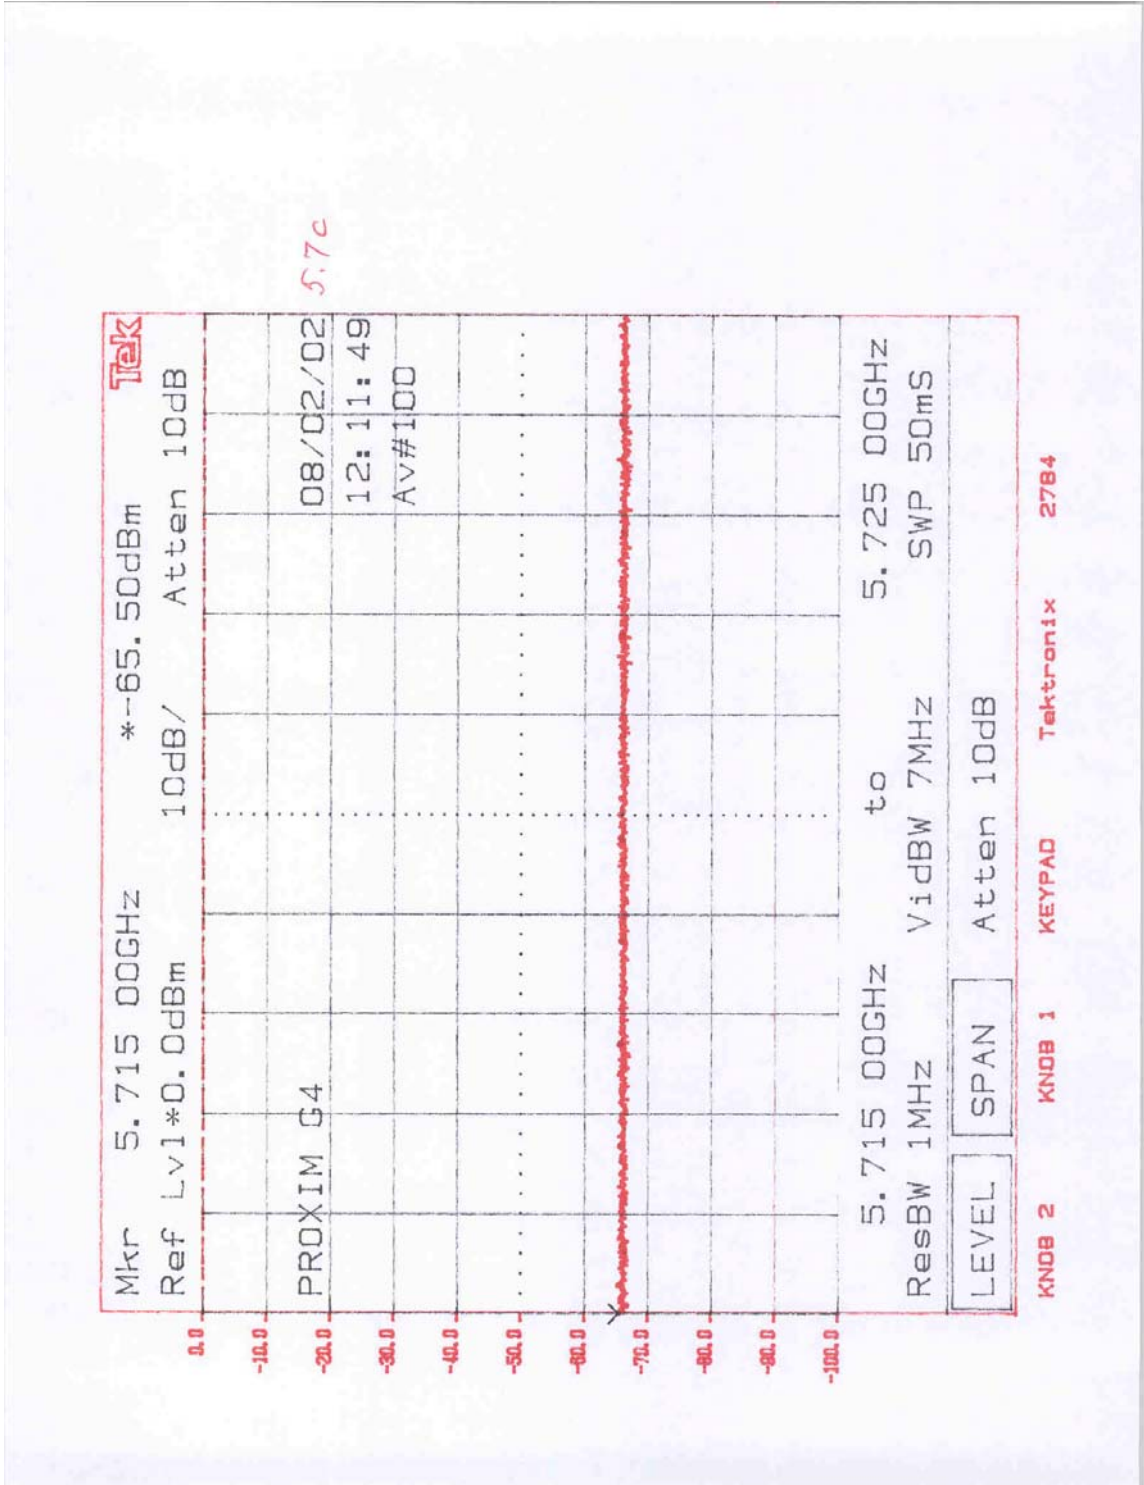 Mkr 5.715 00GHz *-65.50dBm Tek
Ref Lvl*0.0dBm 10dB/ Atten 10dB
0.0
-10.0
PROXIM G4 08/02/02 5.7c
-20.0
12:11:49
-30.0
Av#100
-40.0
-50.0
-60.0
-70.0
-80.0
-90.0
-100.0
5.715 00GHz to 5.725 00GHz
ResBW 1MHz VidBW 7MHz SWP 50mS
LEVEL SPAN Atten 10dB
KNOB 2 KNOB 1 KEYPAD Tektronix 2784